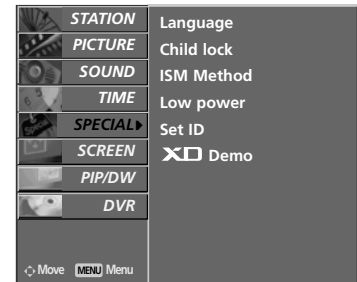 STATION
PICTURE
SOUND
TIME
SPECIAL
SCREEN
PIP/DW
DVR
Move MENU Menu
Language
Child lock
ISM Method
Low power
Set ID
XD Demo